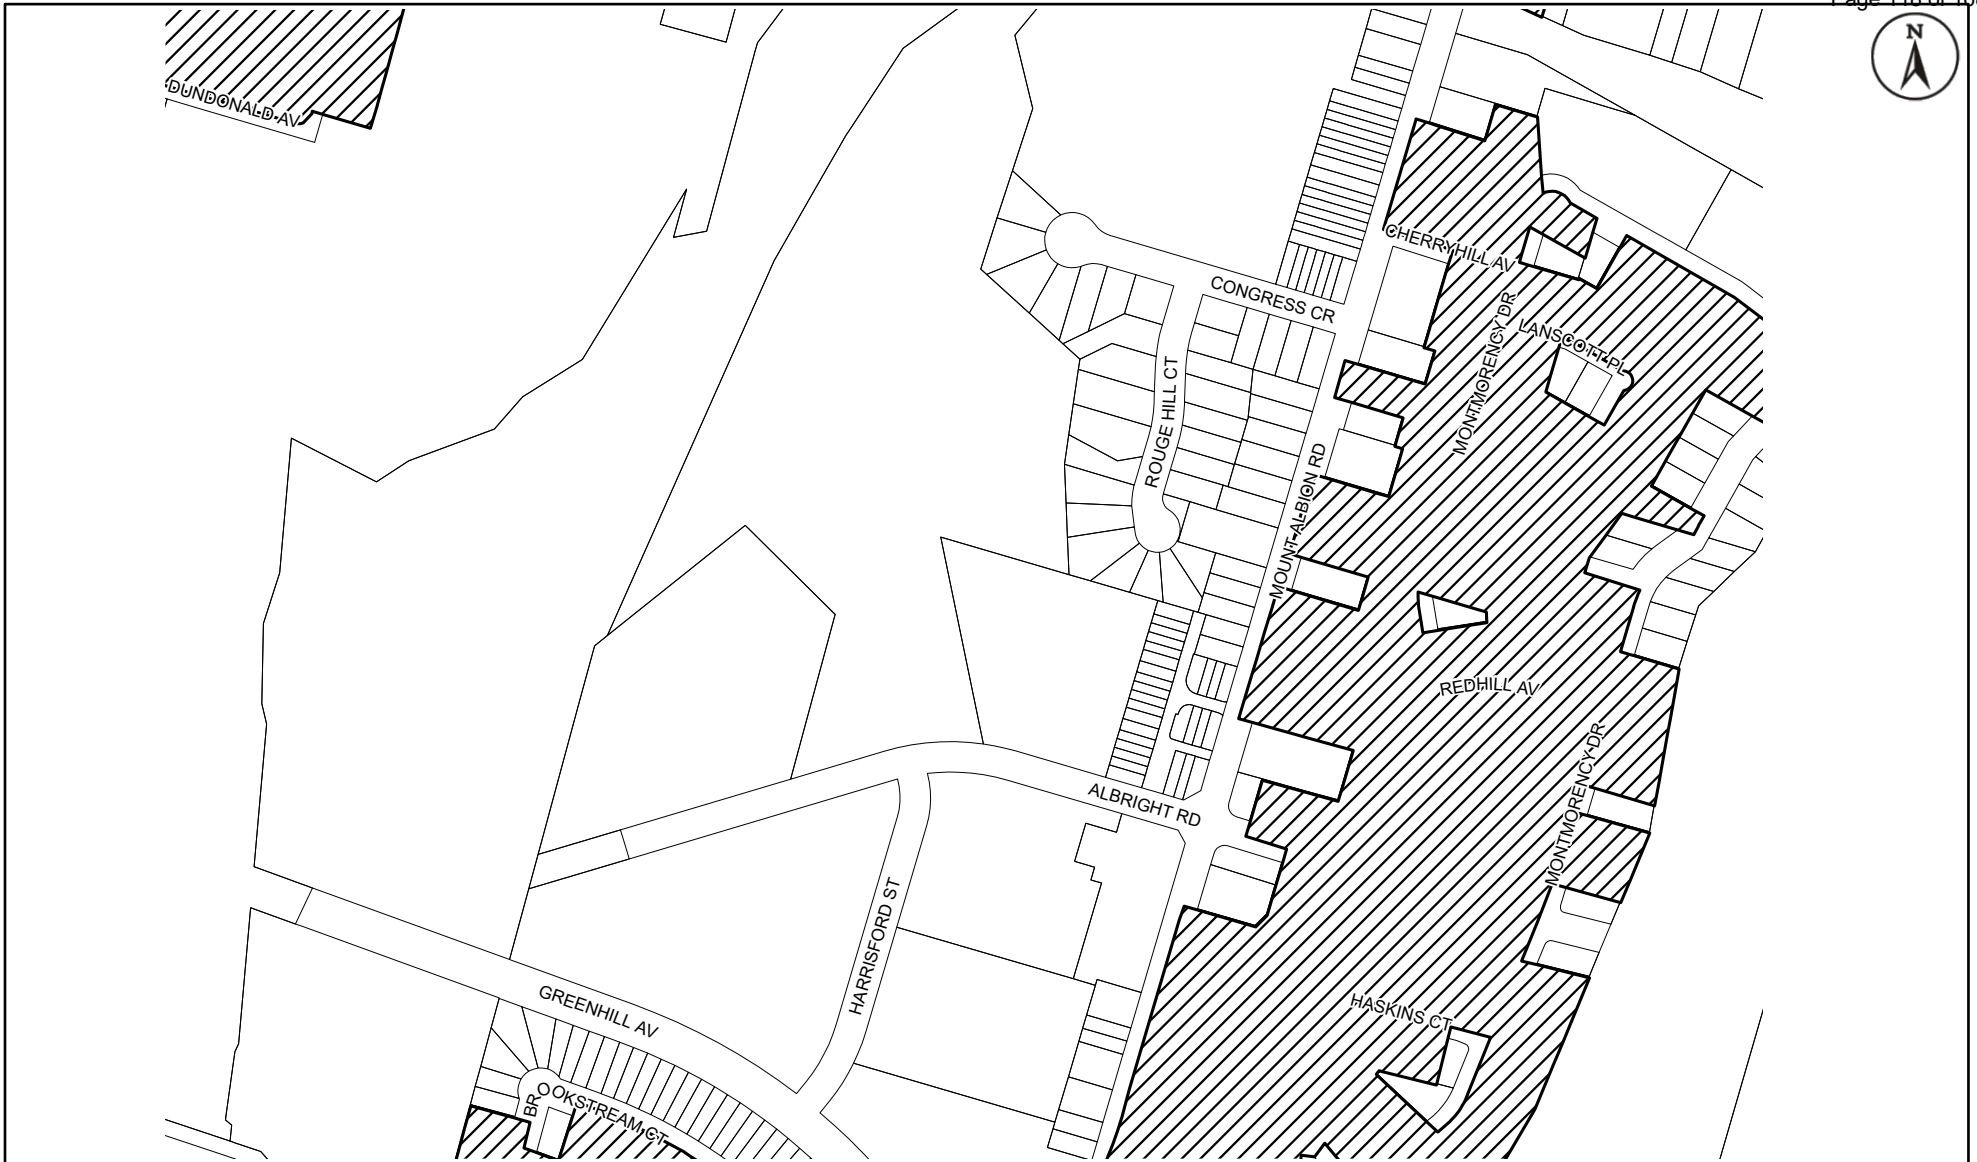 N
DUNDONALD AV
CHERRYHILL AV
CONGRESS CR
MONTMORENCY DR
LANSCOTT PL
ROUGE HILL CT
MOUNT ALBION RD
REDHILL AV
MONTMORENCY DR
ALBRIGHT RD
HARRISFORD ST
GREENHILL AV
HASKINS CT
BROOKSTREAM CT